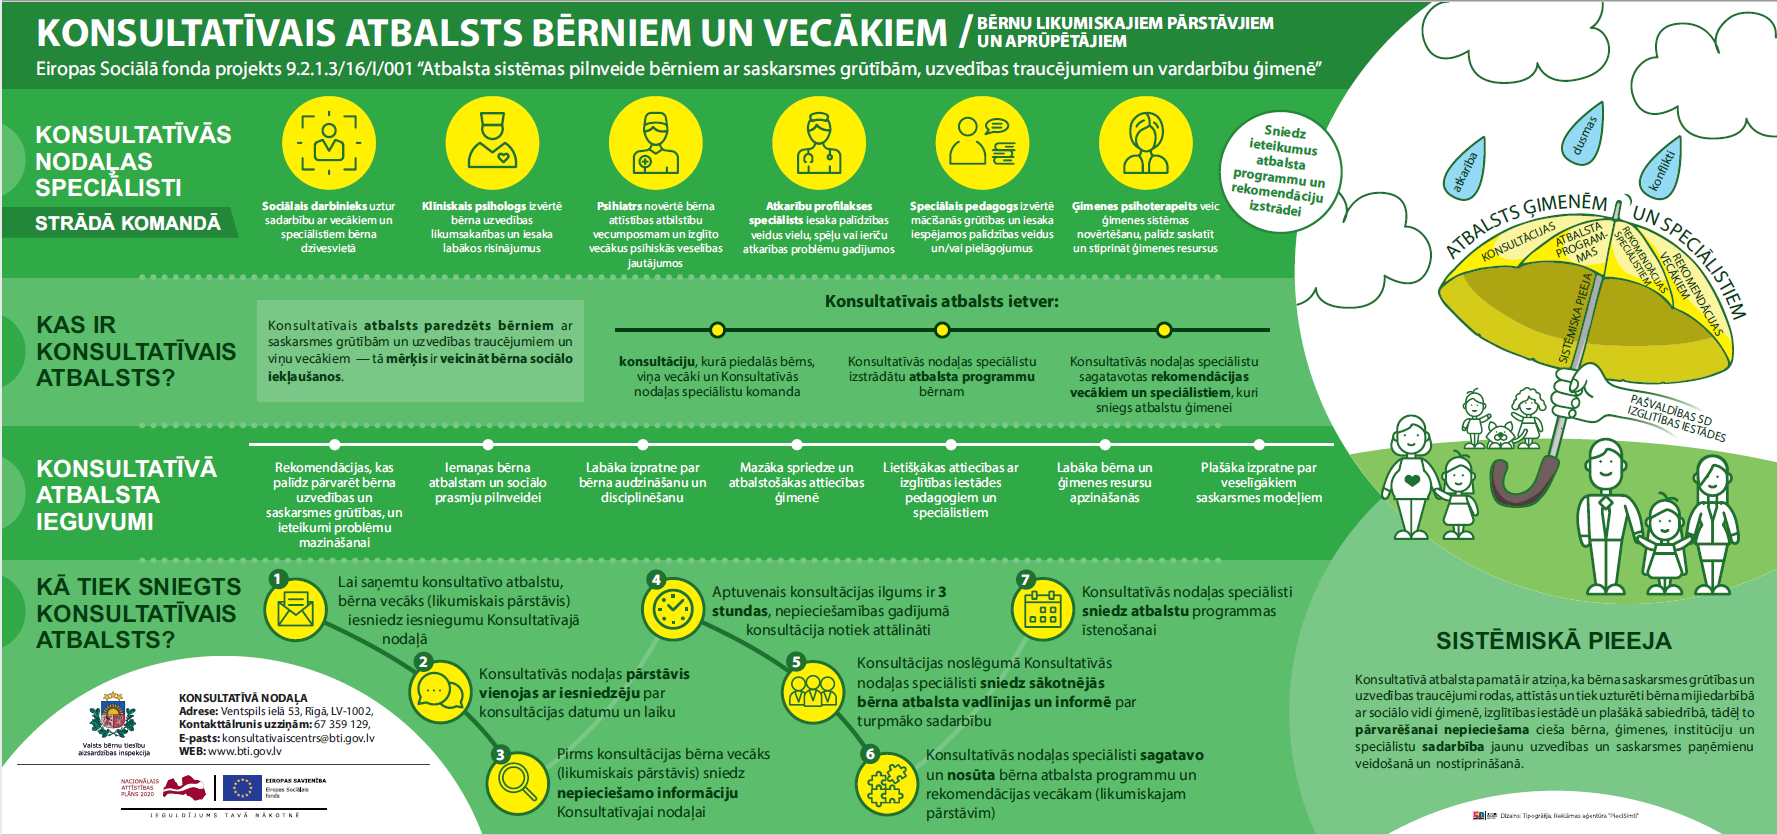 KONSULTATĪVAIS ATBALSTS BĒRNIEM UN VECĀKIEM / BĒRNU LIKUMISKAJIEM PĀRSTĀVJIEM
UN APRŪPĒTĀJIEM
Eiropas Sociālā fonda projekts 9.2.1.3/16/I/001 “Atbalsta sistēmas pilnveide bērniem ar saskarsmes grūtībām, uzvedības traucējumiem un vardarbību ģimenē”
KONSULTATĪVĀS
NODAĻAS
SPECIĀLISTI
STRĀDĀ KOMANDĀ
Sociālais darbinieks uztur
sadarbību ar vecākiem un
speciālistiem bērna
dzīvesvietā
Klīniskais psihologs izvērtē
bērna uzvedības
likumsakarības un iesaka
labākos risinājumus
Psihiatrs novērtē bērna
attīstības atbilstību
vecumposmam un izglīto
vecākus psihiskās veselības
jautājumos
Atkarību profilakses
speciālists iesaka palīdzības
veidus vielu, spēļu vai ierīču
atkarības problēmu gadījumos
Speciālais pedagogs izvērtē
mācīšanās grūtības un iesaka
iespējamos palīdzības veidus
un/vai pielāgojumus
Ģimenes psihoterapeits veic
ģimenes sistēmas
novērtēšanu, palīdz saskatīt
un stiprināt ģimenes resursus
Sniedz
ieteikumus
atbalsta
programmu un
rekomendāciju
izstrādei
KAS IR
KONSULTATĪVAIS
ATBALSTS?
Konsultatīvais atbalsts paredzēts bērniem ar
saskarsmes grūtībām un uzvedības traucējumiem un
viņu vecākiem — tā mērķis ir veicināt bērna sociālo
iekļaušanos.
Konsultatīvais atbalsts ietver:
konsultāciju, kurā piedalās bērns,
viņa vecāki un Konsultatīvās
nodaļas speciālistu komanda
Konsultatīvās nodaļas speciālistu
izstrādātu atbalsta programmu
bērnam
Konsultatīvās nodaļas speciālistu
sagatavotas rekomendācijas
vecākiem un speciālistiem, kuri
sniegs atbalstu ģimenei
KONSULTATĪVĀ
ATBALSTA
IEGUVUMI
Rekomendācijas, kas
palīdz pārvarēt bērna
uzvedības un
saskarsmes grūtības, un
ieteikumi problēmu
mazināšanai
Iemaņas bērna
atbalstam un sociālo
prasmju pilnveidei
Labāka izpratne par
bērna audzināšanu un
disciplinēšanu
Mazāka spriedze un
atbalstošākas attiecības
ģimenē
Lietišķākas attiecības ar
izglītības iestādes
pedagogiem un
speciālistiem
Labāka bērna un
ģimenes resursu
apzināšanās
Plašāka izpratne par
veselīgākiem
saskarsmes modeļiem
KĀ TIEK SNIEGTS
KONSULTATĪVAIS
ATBALSTS?
1
Lai saņemtu konsultatīvo atbalstu,
bērna vecāks (likumiskais pārstāvis)
iesniedz iesniegumu Konsultatīvajā
nodaļā
2
Konsultatīvās nodaļas pārstāvis
vienojas ar iesniedzēju par
konsultācijas datumu un laiku
3
Pirms konsultācijas bērna vecāks
(likumiskais pārstāvis) sniedz
nepieciešamo informāciju
Konsultatīvajai nodaļai
4
Aptuvenais konsultācijas ilgums ir 3
stundas, nepieciešamības gadījumā
konsultācija notiek attālināti
5
Konsultācijas noslēgumā Konsultatīvās
nodaļas speciālisti sniedz sākotnējās
bērna atbalsta vadlīnijas un informē par
turpmāko sadarbību
6
Konsultatīvās nodaļas speciālisti sagatavo
un nosūta bērna atbalsta programmu un
rekomendācijas vecākam (likumiskajam
pārstāvim)
7
Konsultatīvās nodaļas speciālisti
sniedz atbalstu programmas
īstenošanai
Valsts bērnu tiesību
aizsardzības inspekcija
KONSULTATĪVĀ NODAĻA
Adrese: Ventspils ielā 53, Rīgā, LV-1002,
Kontakttālrunis uzziņām: 67 359 129,
E-pasts: konsultativaiscentrs@bti.gov.lv
WEB: www.bti.gov.lv
NACIONĀLAIS
ATTĪSTĪBAS
PLĀNS 2020
EIROPAS SAVIENĪBA
Eiropas Sociālais
fonds
IEGULDĪJUMS TAVĀ NĀKOTNĒ
atkarība
dusmas
konflikti
ATBALSTS ĢIMENĒM UN SPECIĀLISTIEM
KONSULTĀCIJAS
ATBALSTA
PROGRAM-
MAS
REKOMENDĀCIJAS
SPECIĀLISTIEM
REKOMENDĀCIJAS
VECĀKIEM
SISTĒMISKĀ PIEEJA
PAŠVALDĪBAS SD
IZGLĪTĪBAS IESTĀDES
SISTĒMISKĀ PIEEJA
Konsultatīvā atbalsta pamatā ir atziņa, ka bērna saskarsmes grūtības un
uzvedības traucējumi rodas, attīstās un tiek uzturēti bērna mijiedarbībā
ar sociālo vidi ģimenē, izglītības iestādē un plašākā sabiedrībā, tādēļ to
pārvarēšanai nepieciešama cieša bērna, ģimenes, institūciju un
speciālistu sadarbība jaunu uzvedības un saskarsmes paņēmienu
veidošanā un nostiprināšanā.
Dizains: Tipogrāfija, Reklāmas aģentūra "PieciSimti"